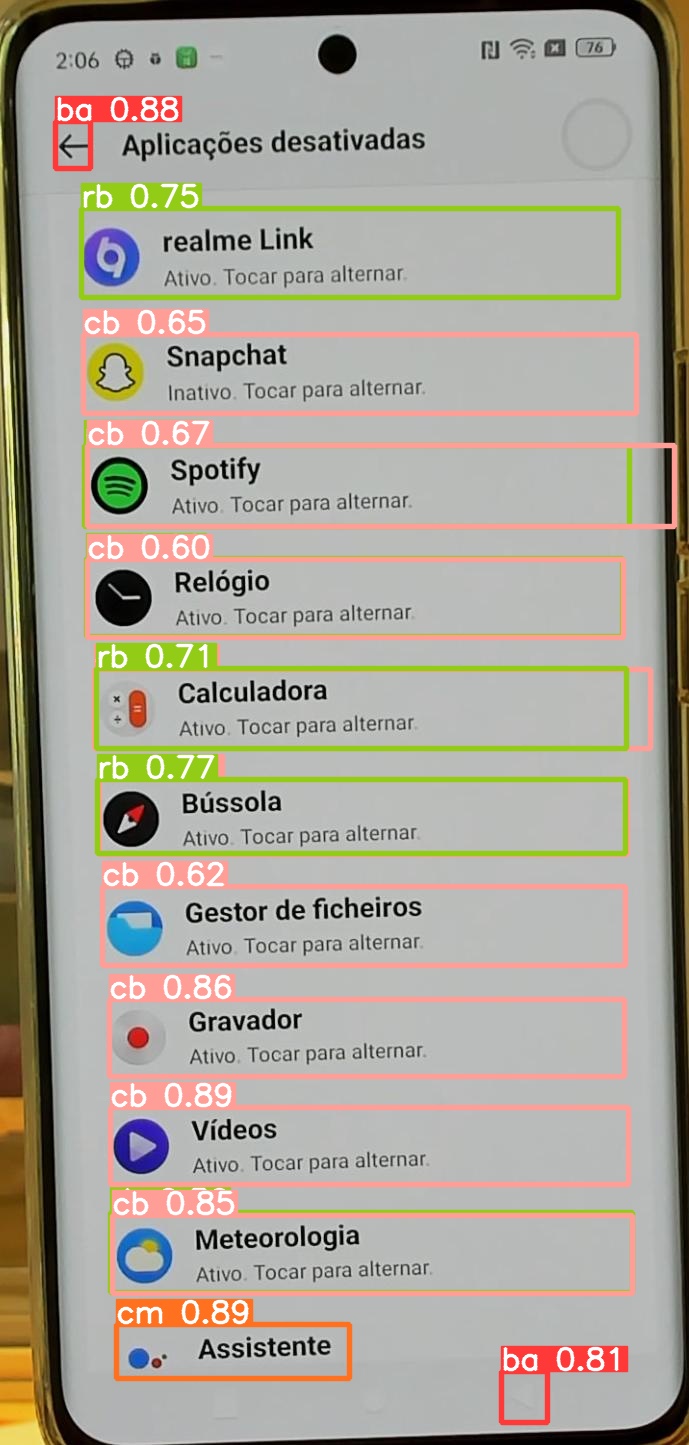 2:06
76
ba 0.88
Aplicações desativadas
rb 0.75
realme Link
Ativo. Tocar para alternar.
cb 0.65
Snapchat
Inativo. Tocar para alternar.
cb 0.67
Spotify
Ativo. Tocar para alternar.
cb 0.60
Relógio
Ativo. Tocar para alternar.
rb 0.71
Calculadora
Ativo. Tocar para alternar.
rb 0.77
Bússola
Ativo. Tocar para alternar.
cb 0.62
Gestor de ficheiros
Ativo. Tocar para alternar.
cb 0.86
Gravador
Ativo. Tocar para alternar.
cb 0.89
Vídeos
Ativo. Tocar para alternar.
cb 0.85
Meteorologia
Ativo. Tocar para alternar.
cm 0.89
Assistente
ba 0.81